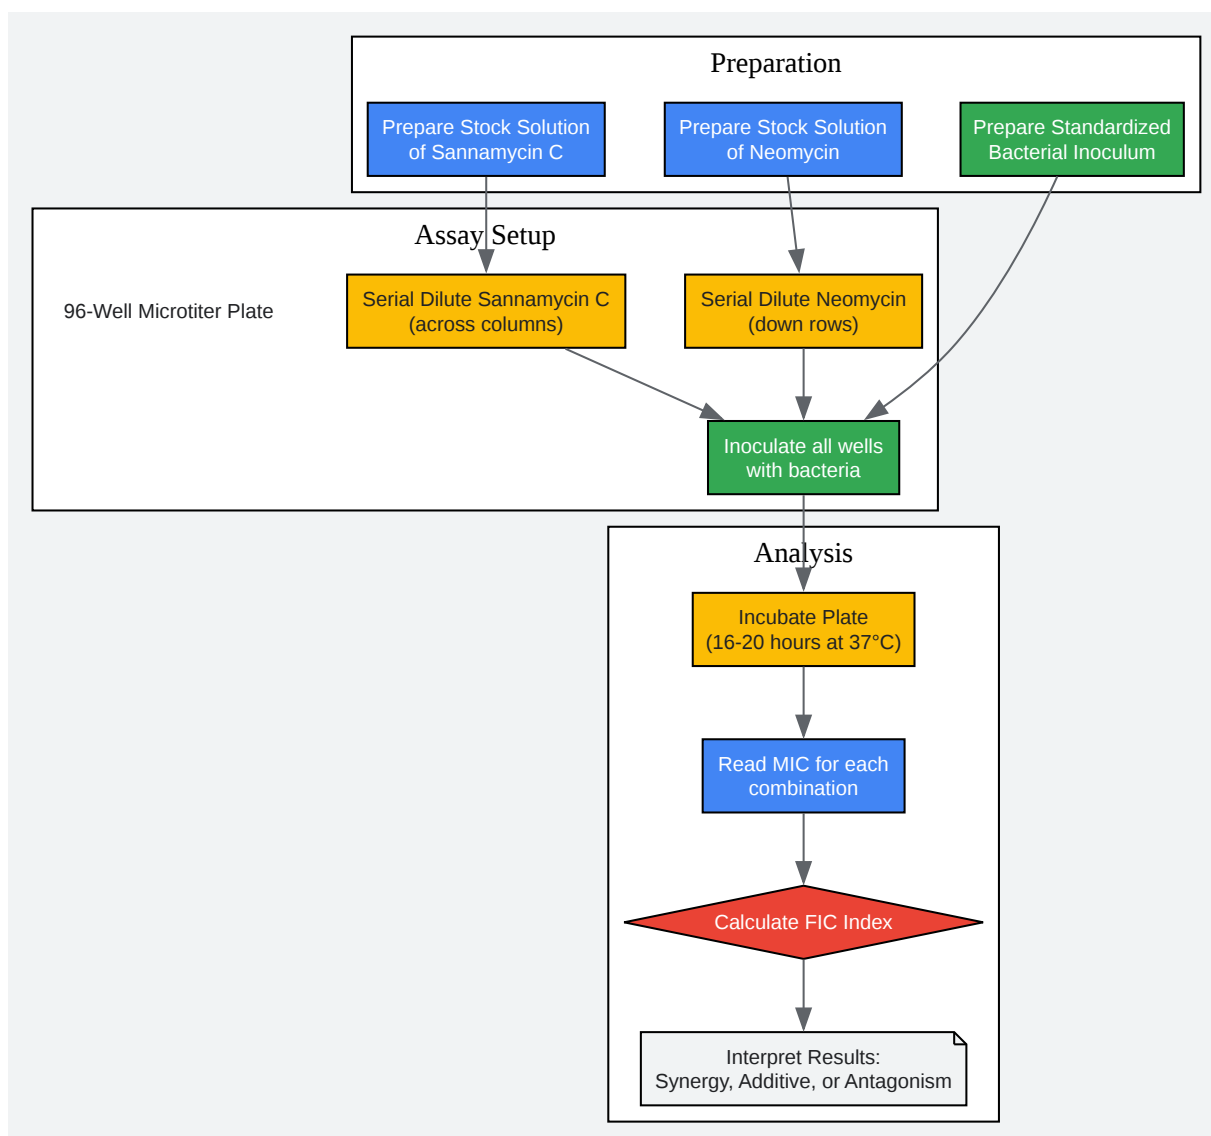 Preparation
Prepare Stock Solution
of Sannamycin C
Prepare Stock Solution
of Neomycin
Prepare Standardized
Bacterial Inoculum
Assay Setup
96-Well Microtiter Plate
Serial Dilute Sannamycin C
(across columns)
Serial Dilute Neomycin
(down rows)
Inoculate all wells
with bacteria
Analysis
Incubate Plate
(16-20 hours at 37°C)
Read MIC for each
combination
Calculate FIC Index
Interpret Results:
Synergy, Additive, or Antagonism